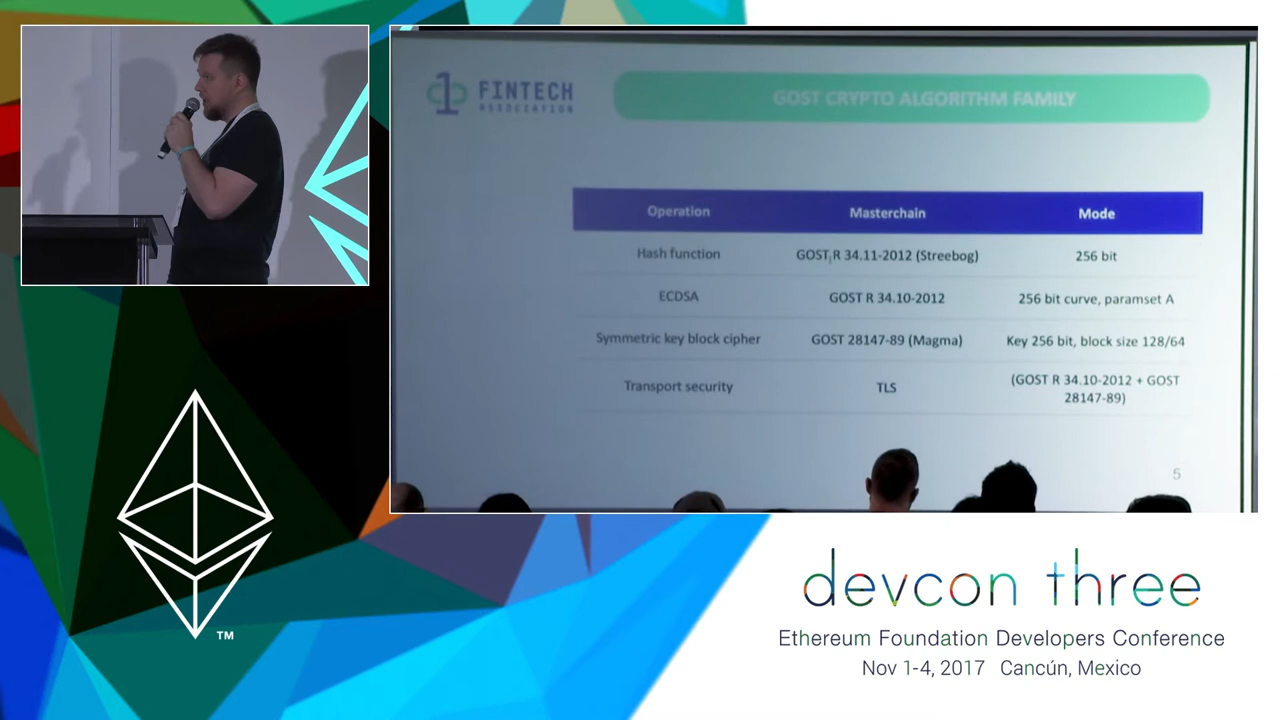 FINTECH
ASSOCIATION
GOST CRYPTO ALGORITHM FAMILY
Operation Masterchain Mode
Hash function GOST R 34.11-2012 (Streebog) 256 bit
ECDSA GOST R 34.10-2012 256 bit curve, paramset A
Symmetric key block cipher GOST 28147-89 (Magma) Key 256 bit, block size 128/64
Transport security TLS (GOST R 34.10-2012 + GOST
28147-89)
5
TM
devcon three
Ethereum Foundation Developers Conference
Nov 1-4, 2017 Cancún, Mexico